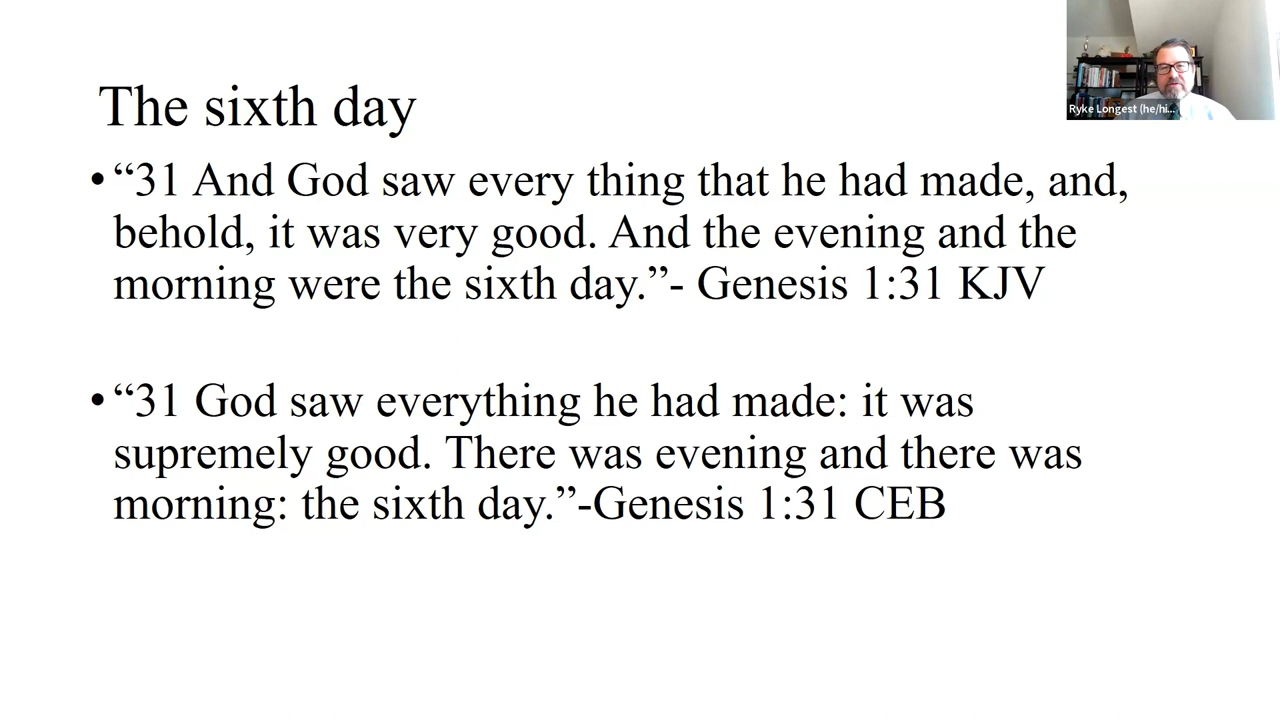 Ryke Longest (he/hi...
The sixth day
• “31 And God saw every thing that he had made, and,
behold, it was very good. And the evening and the
morning were the sixth day.”- Genesis 1:31 KJV
• “31 God saw everything he had made: it was
supremely good. There was evening and there was
morning: the sixth day.”-Genesis 1:31 CEB